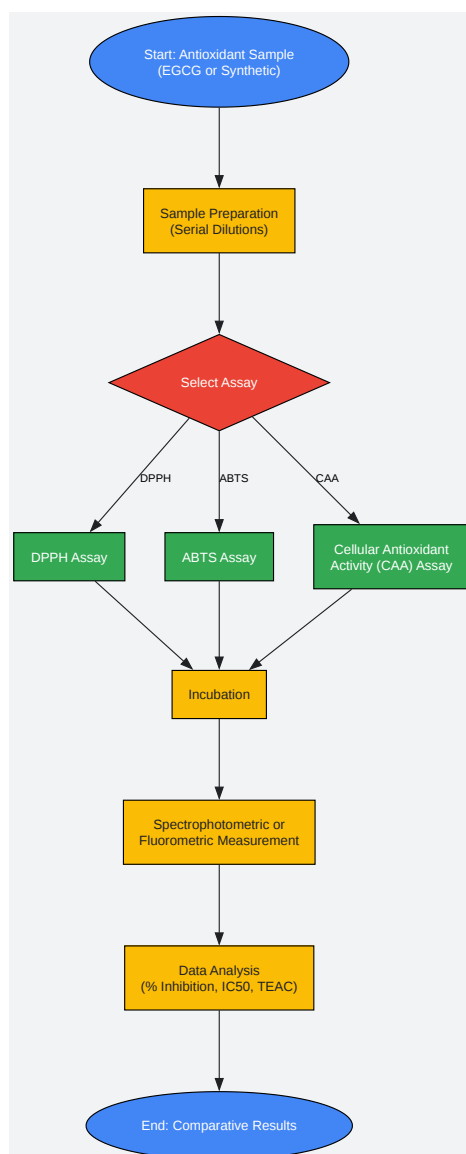 Start: Antioxidant Sample
(EGCG or Synthetic)
Sample Preparation
(Serial Dilutions)
Select Assay
DPPH
ABTS
CAA
DPPH Assay
ABTS Assay
Cellular Antioxidant
Activity (CAA) Assay
Incubation
Spectrophotometric or
Fluorometric Measurement
Data Analysis
(% Inhibition, IC50, TEAC)
End: Comparative Results